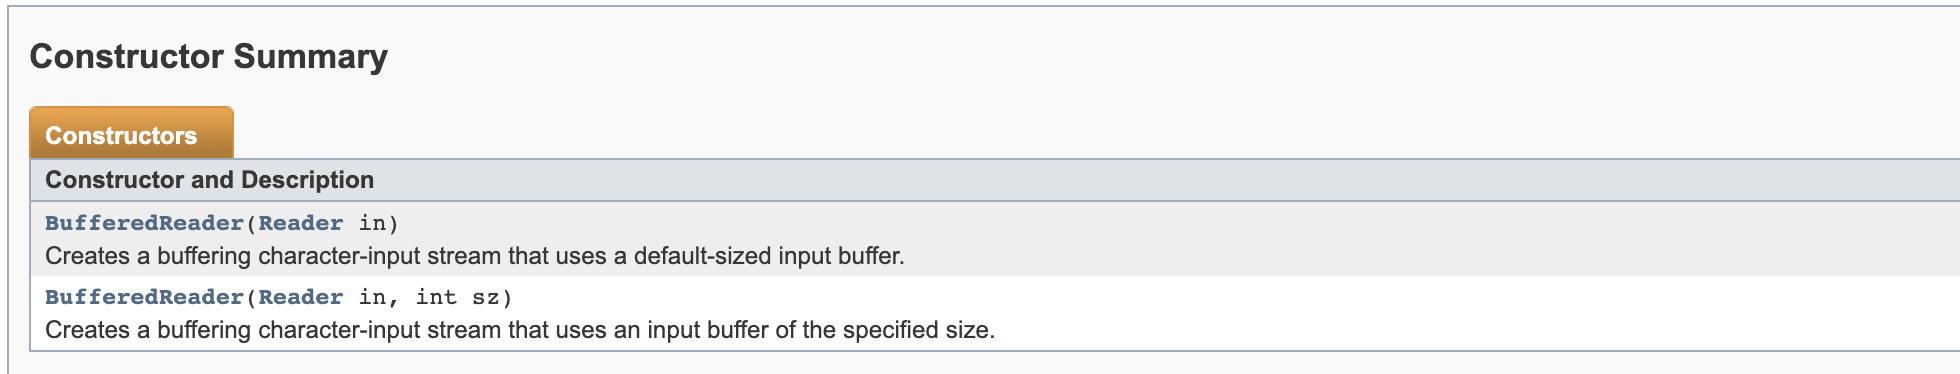 Constructor Summary
Constructors
Constructor and Description
BufferedReader(Reader in)
Creates a buffering character-input stream that uses a default-sized input buffer.
BufferedReader(Reader in, int sz)
Creates a buffering character-input stream that uses an input buffer of the specified size.